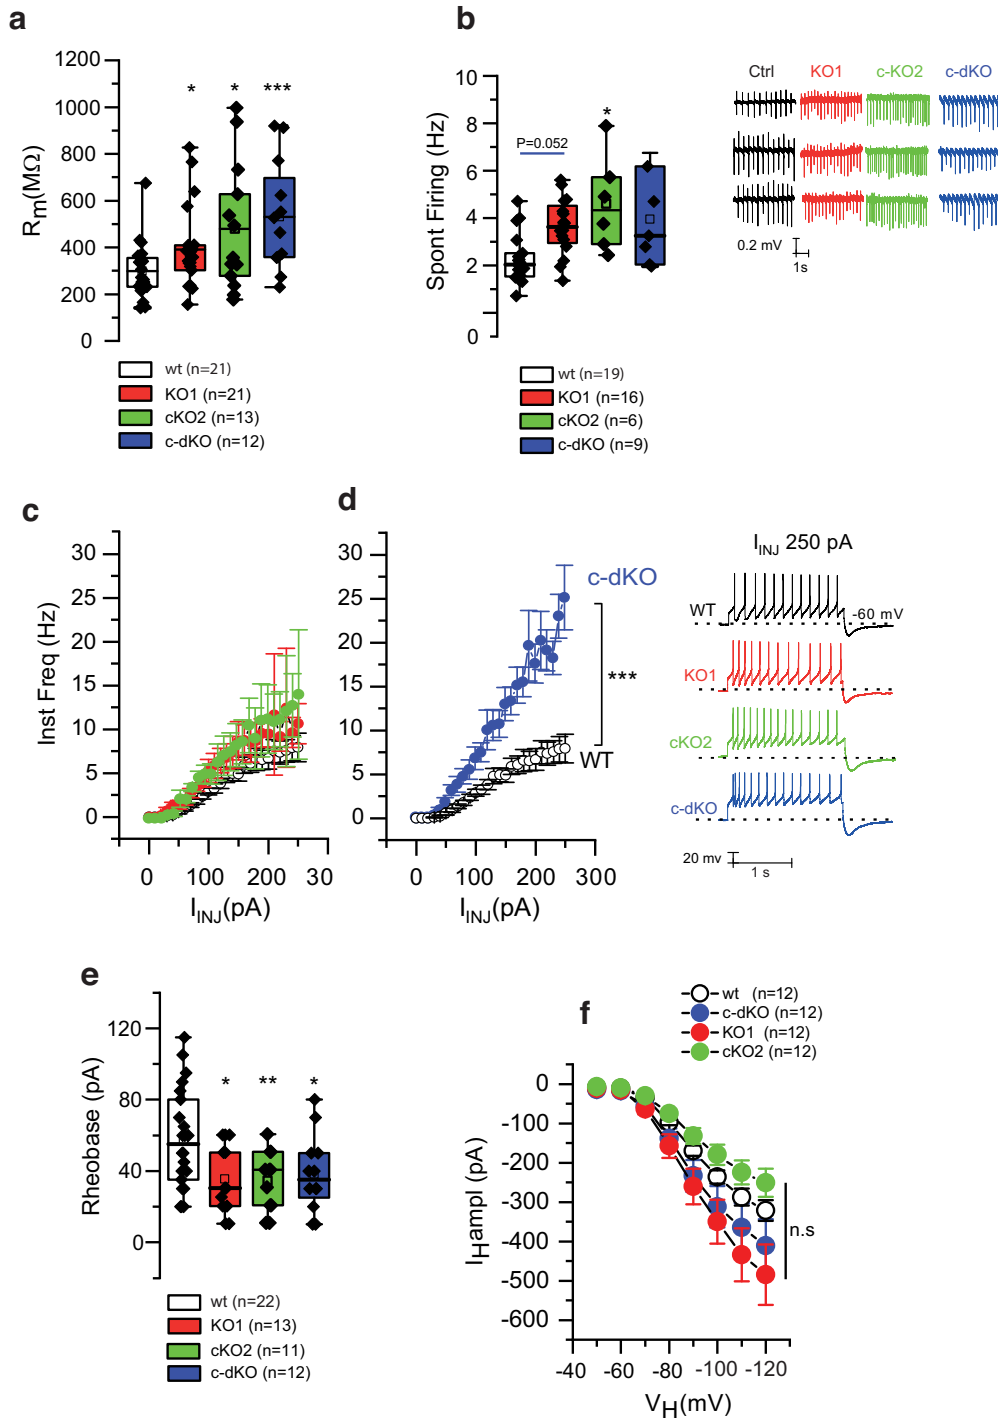 a
1200
1000
800
600
400
200
0
Rm(MΩ)
*
*
***
wt (n=21)
KO1 (n=21)
cKO2 (n=13)
c-dKO (n=12)
b
10
8
6
4
2
0
Spont Firing (Hz)
P=0.052
*
wt (n=19)
KO1 (n=16)
cKO2 (n=6)
c-dKO (n=9)
Ctrl KO1 c-KO2 c-dKO
0.2 mV
1s
c
30
25
20
15
10
5
0
Inst Freq (Hz)
0 100 200 30
IINJ(pA)
d
30
25
20
15
10
5
0
c-dKO
***
WT
0 100 200 300
IINJ(pA)
IINJ 250 pA
WT
-60 mV
KO1
cKO2
c-dKO
20 mv
1 s
e
120
80
40
0
Rheobase (pA)
*
**
*
wt (n=22)
KO1 (n=13)
cKO2 (n=11)
c-dKO (n=12)
f
wt (n=12)
c-dKO (n=12)
KO1 (n=12)
cKO2 (n=12)
0
-100
-200
-300
-400
-500
-600
IHampl (pA)
n.s
-40 -60 -80 -100 -120
VH(mV)